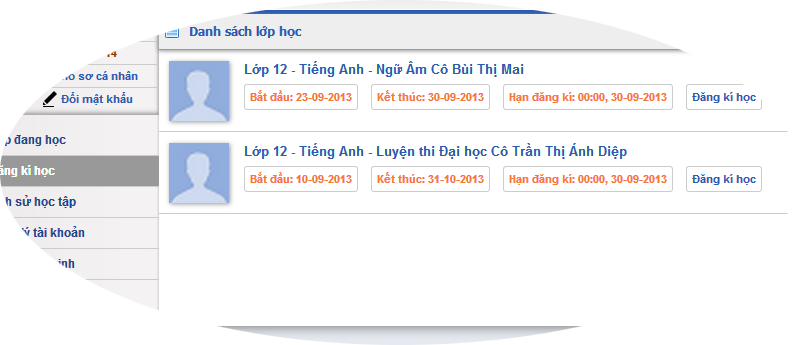 Danh sách lớp học
14
hồ sơ cá nhân
Đổi mật khẩu
đang học
kí học
sử học tập
tài khoản
Lớp 12 - Tiếng Anh - Ngữ Âm Cô Bùi Thị Mai
Bắt đầu: 23-09-2013 Kết thúc: 30-09-2013 Hạn đăng kí: 00:00, 30-09-2013 Đăng kí học
Lớp 12 - Tiếng Anh - Luyện thi Đại học Cô Trần Thị Ánh Diệp
Bắt đầu: 10-09-2013 Kết thúc: 31-10-2013 Hạn đăng kí: 00:00, 30-09-2013 Đăng kí học